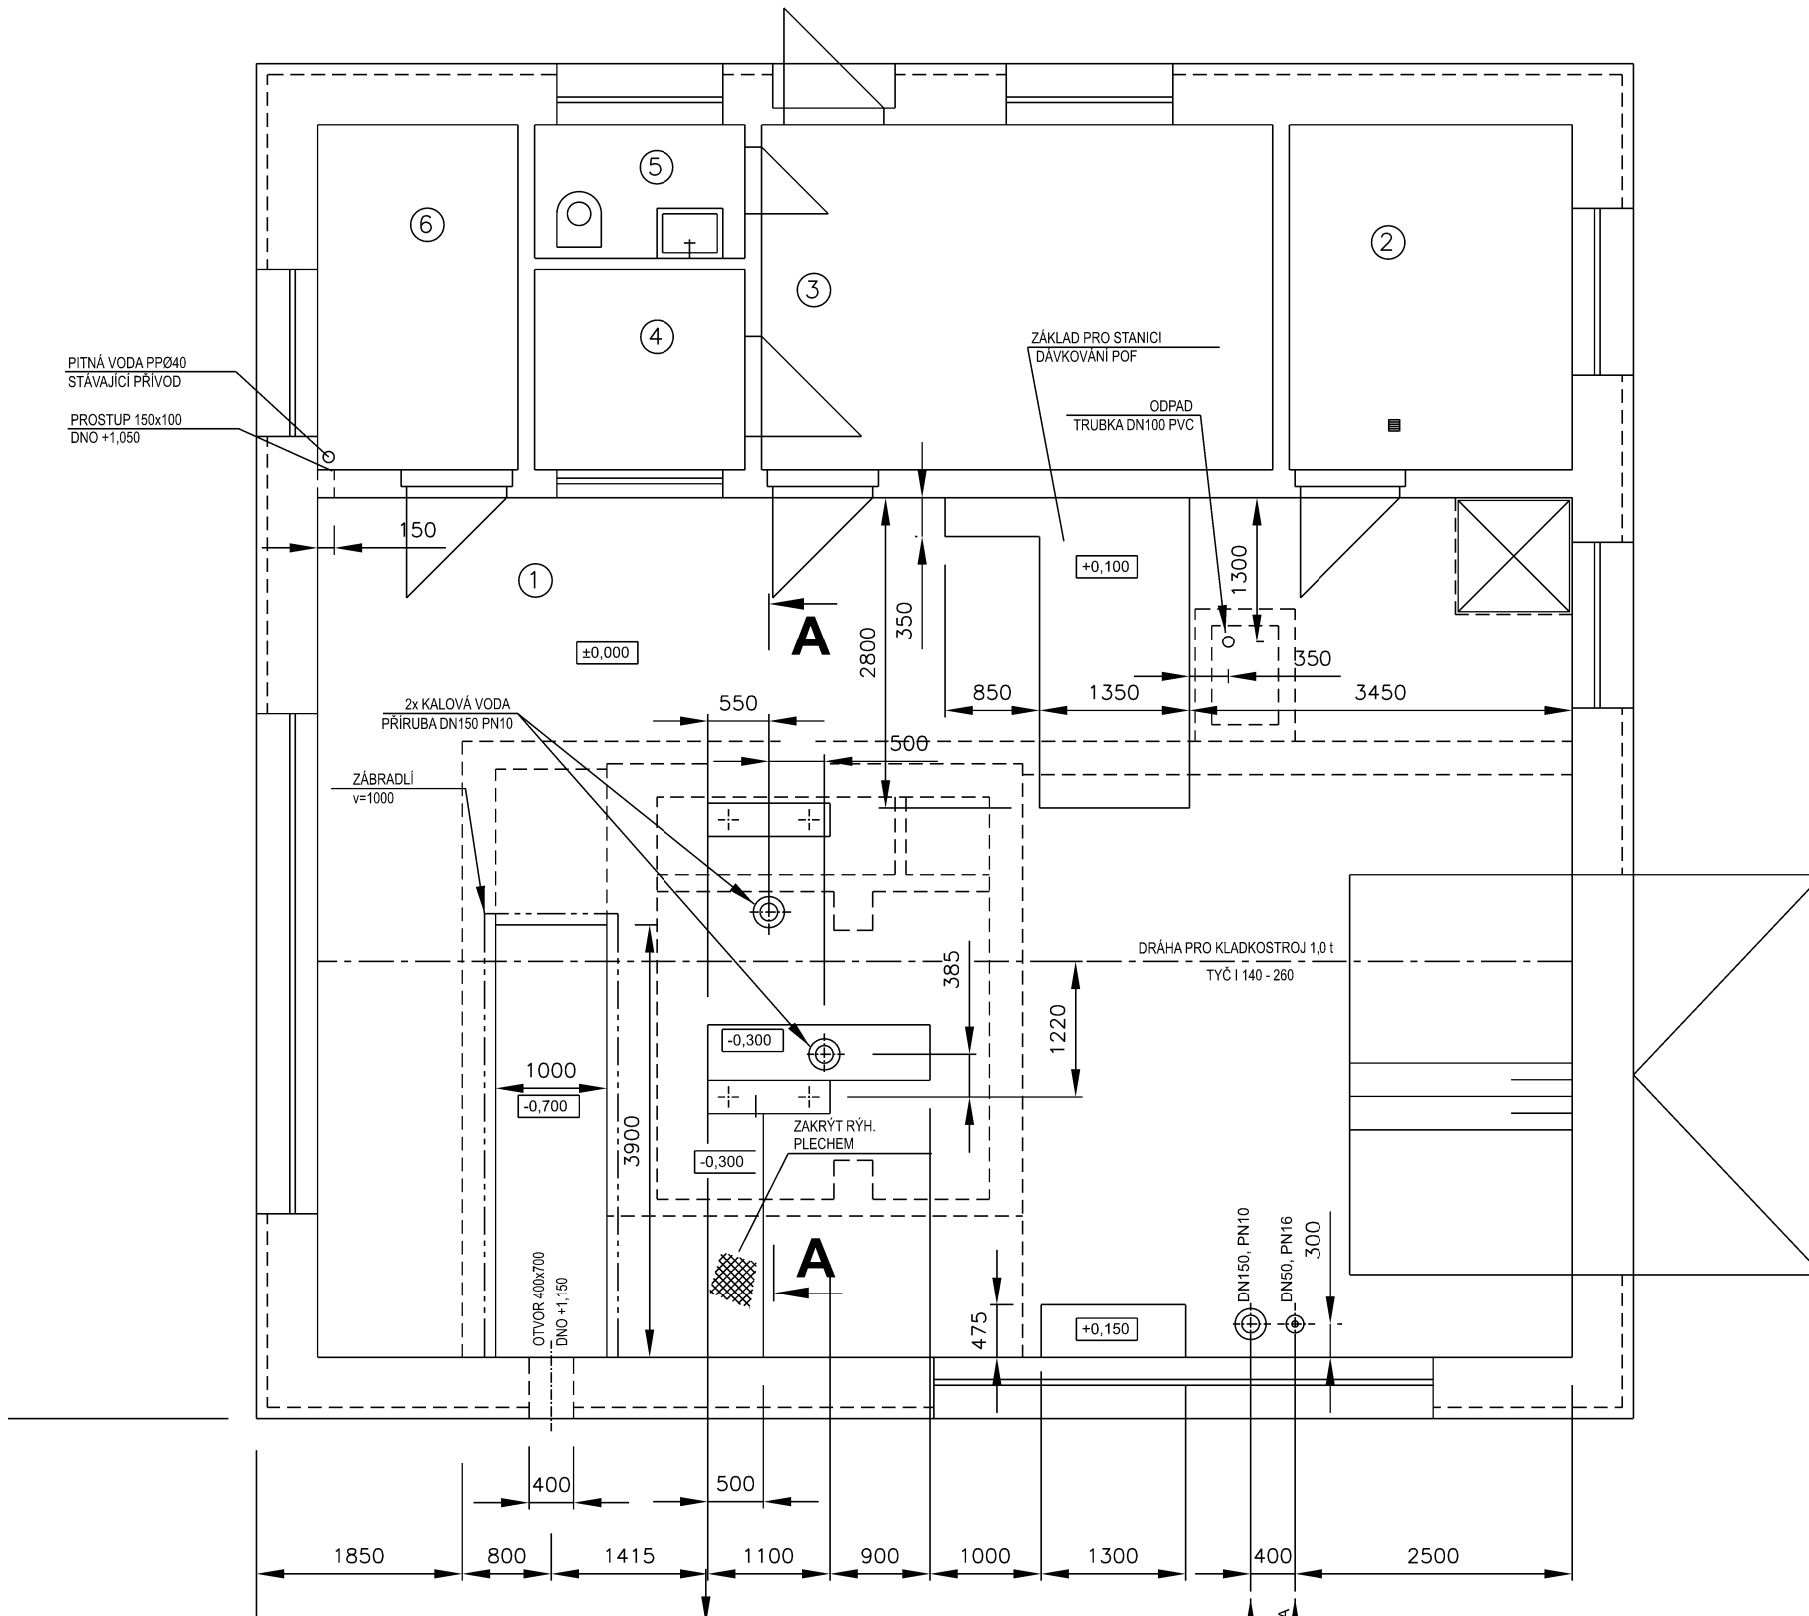 5
6
2
3
4
ZÁKLAD PRO STANICI
DÁVKOVÁNÍ POF
PITNÁ VODA PPØ40
STÁVAJÍCÍ PŘÍVOD
ODPAD
TRUBKA DN100 PVC
PROSTUP 150x100
DNO +1,050
150
1
+0,100
1300
350
A
2800
±0,000
350
850
1350
3450
550
2x KALOVÁ VODA
PŘÍRUBA DN150 PN10
500
ZÁBRADLÍ
v=1000
DRÁHA PRO KLADKOSTROJ 1,0 t
TYČ I 140 - 260
385
1220
-0,300
1000
-0,700
3900
ZAKRÝT RÝH.
PLECHEM
-0,300
A
DN150, PN10
DN50, PN16
300
OTVOR 400x700
DNO +1,150
475
+0,150
400
500
1850
800
1415
1100
900
1000
1300
400
2500
A